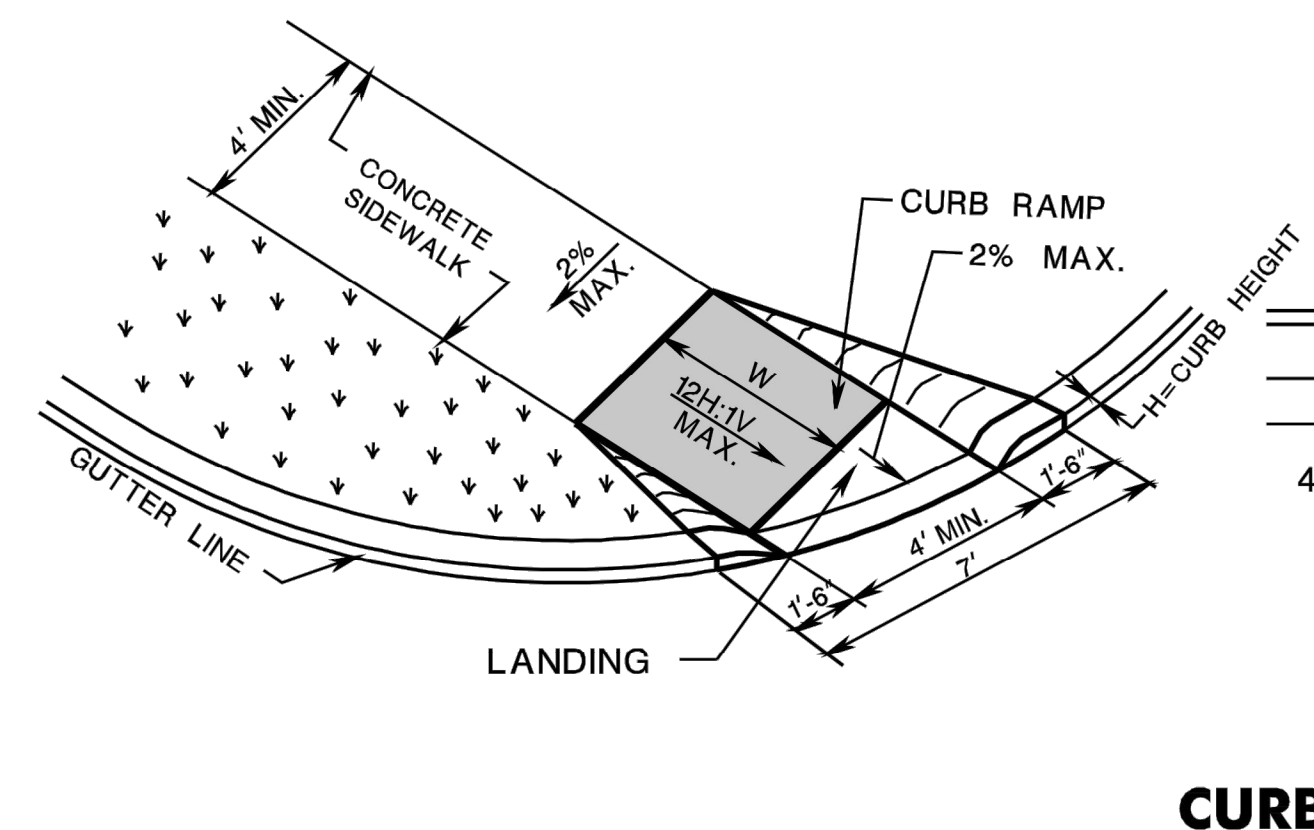 4' MIN.
CONCRETE
SIDEWALK
2%
MAX.
CURB RAMP
2% MAX.
H=CURB HEIGHT
W
12H:1V
MAX.
GUTTER LINE
1'-6"
4' MIN.
7'
1'-6"
LANDING
4
CURB